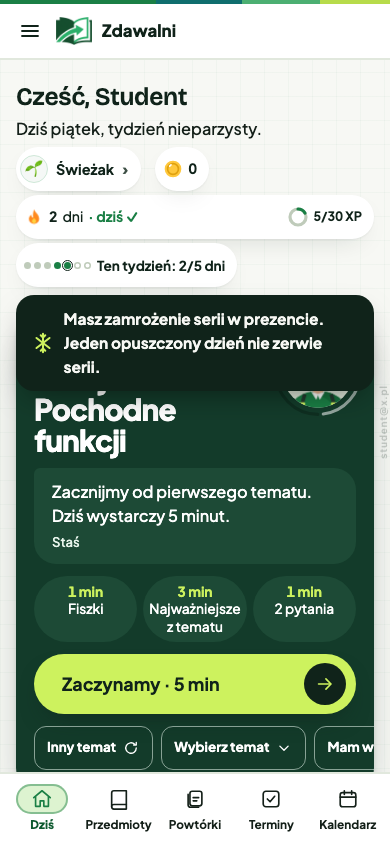 Zdawalni
Cześć, Student
Dziś piątek, tydzień nieparzysty.
Świeżak ›
0
2 dni · dziś ✓
5/30 XP
Ten tydzień: 2/5 dni
Masz zamrożenie serii w prezencie.
Jeden opuszczony dzień nie zerwie
serii.
Pochodne
funkcji
student@x.pl
Zacznijmy od pierwszego tematu.
Dziś wystarczy 5 minut.
Staś
1 min
Fiszki
3 min
Najważniejsze
z tematu
1 min
2 pytania
Zaczynamy · 5 min
Inny temat
Wybierz temat
Mam w
Dziś
Przedmioty
Powtórki
Terminy
Kalendarz